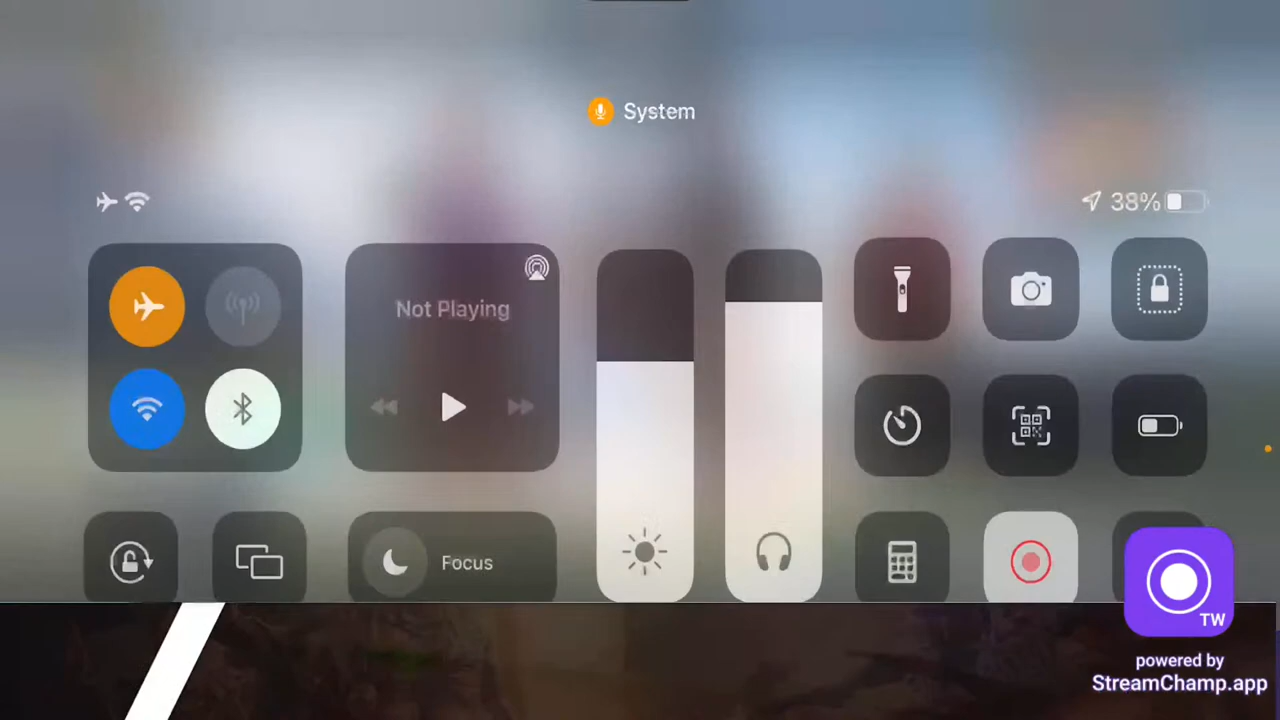 System
38%
Not Playing
Focus
TW
powered by
StreamChamp.app